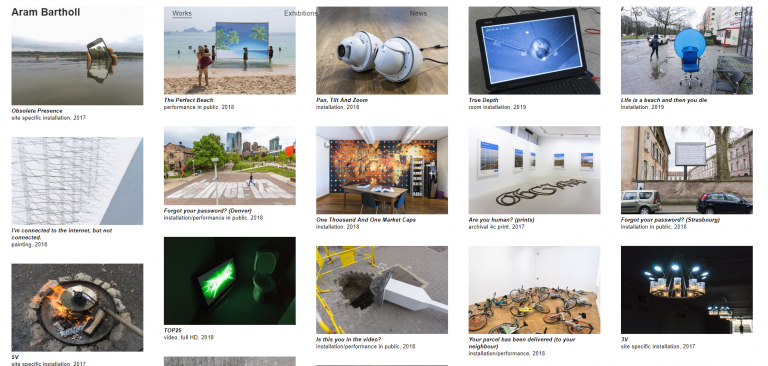 Aram Bartholl
Works
Exhibitions
News
Info
en
Obsolete Presence
site specific installation, 2017
The Perfect Beach
performance in public, 2018
Pan, Tilt And Zoom
installation, 2018
True Depth
room installation, 2019
Life is a beach and then you die
installation, 2019
I'm connected to the internet, but not
connected.
painting, 2018
Forgot your password? (Denver)
installation/performance in public, 2018
One Thousand And One Market Caps
installation, 2018
Are you human? (prints)
archival 4c print, 2017
Forgot your password? (Strasbourg)
installation in public, 2018
5V
site specific installation, 2017
TOP25
video, full HD, 2018
Is this you in the video?
installation/performance in public, 2018
Your parcel has been delivered (to your
neighbour)
installation/performance, 2018
3V
site specific installation, 2017